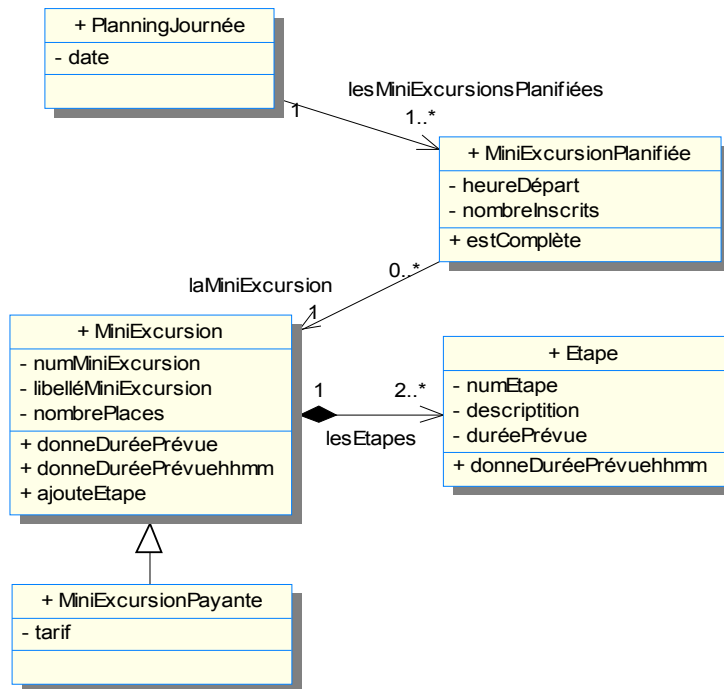 + PlanningJournée
- date
lesMiniExcursionsPlanifiées
1
1..*
+ MiniExcursionPlanifiée
- heureDépart
- nombreInscrits
+ estComplète
0..*
laMiniExcursion
1
+ MiniExcursion
- numMiniExcursion
- libelléMiniExcursion
- nombrePlaces
+ donneDuréePrévue
+ donneDuréePrévuehhmm
+ ajouteEtape
1
2..*
lesEtapes
+ Etape
- numEtape
- descriptition
- duréePrévue
+ donneDuréePrévuehhmm
+ MiniExcursionPayante
- tarif